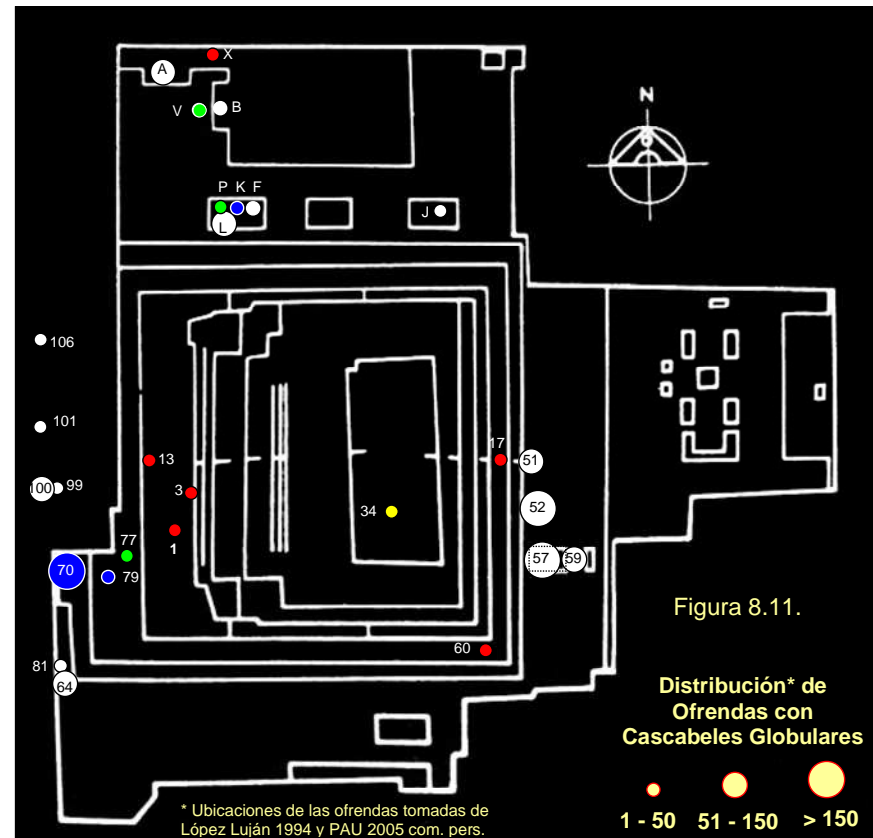 X
A
V
B
N
P K F
L
J
106
101
13
17
51
100
99
3
34
52
1
77
57
59
70
79
Figura 8.11.
60
81
64
Distribución* de
Ofrendas con
Cascabeles Globulares
* Ubicaciones de las ofrendas tomadas de
López Luján 1994 y PAU 2005 com. pers.
1 - 50 51 - 150 > 150